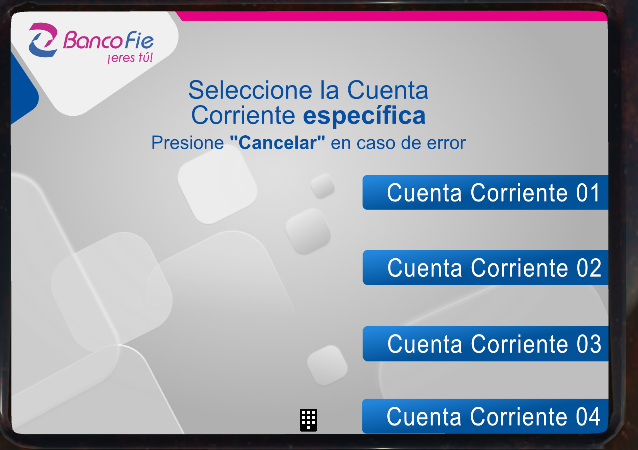 Banco Fie
¡eres tú!
Seleccione la Cuenta
Corriente específica
Presione "Cancelar" en caso de error
Cuenta Corriente 01
Cuenta Corriente 02
Cuenta Corriente 03
Cuenta Corriente 04